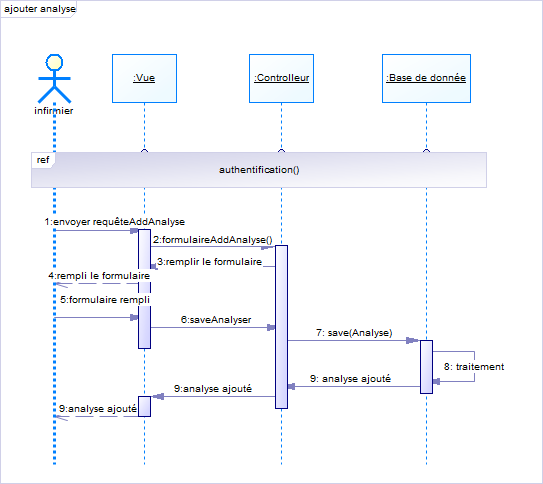 ajouter analyse
:Vue
:Controlleur
:Base de donnée
infirmier
ref
authentification()
1:envoyer requêteAddAnalyse
2:formulaireAddAnalyse()
3:remplir le formulaire
4:rempli le formulaire
5:formulaire rempli
6:saveAnalyser
7: save(Analyse)
8: traitement
9: analyse ajouté
9:analyse ajouté
9:analyse ajouté